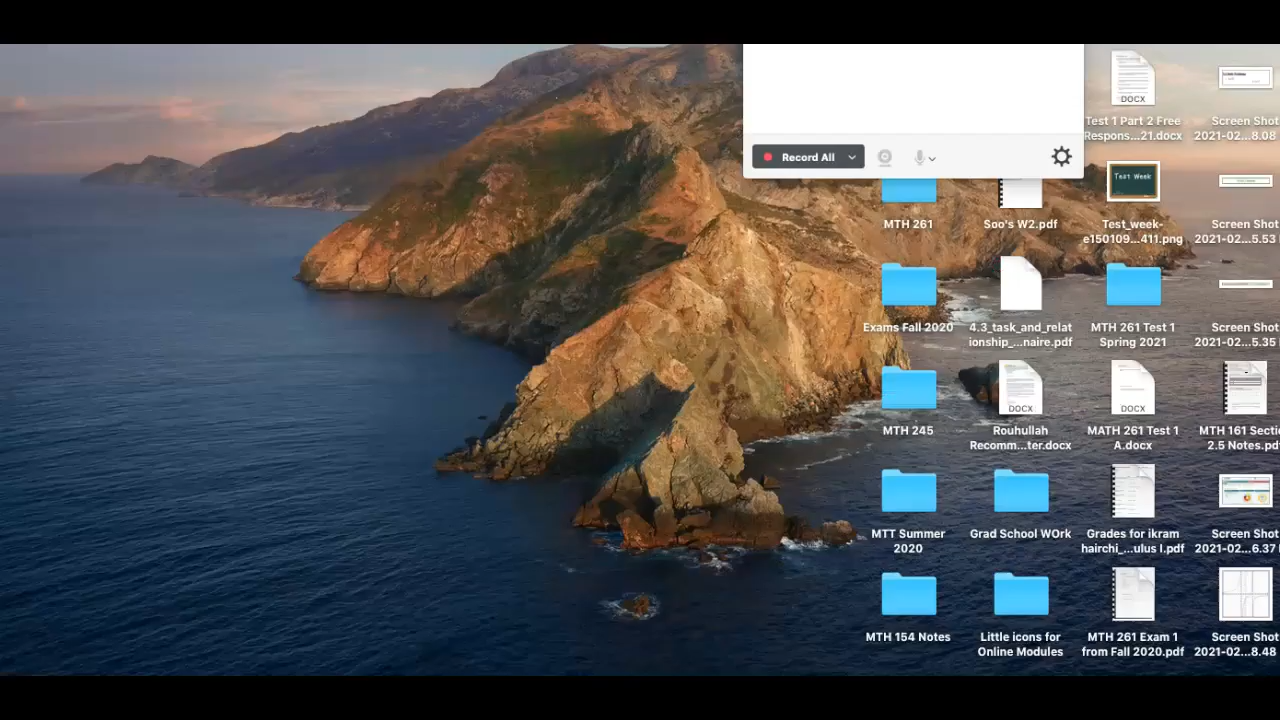 Record All
DOCX
Test 1 Part 2 Free
Respons...21.docx
Screen Shot
2021-02...8.08
MTH 261
Soo's W2.pdf
Test Week
Test_week-
e150109...411.png
Screen Shot
2021-02...5.53
Exams Fall 2020
4.3_task_and_relat
ionship_...naire.pdf
MTH 261 Test 1
Spring 2021
Screen Shot
2021-02...5.35
MTH 245
DOCX
Rouhullah
Recomm...ter.docx
DOCX
MATH 261 Test 1
A.docx
MTH 161 Sectio
2.5 Notes.pdf
MTT Summer
2020
Grad School WOrk
Grades for ikram
hairchi_...ulus I.pdf
Screen Shot
2021-02...6.37
MTH 154 Notes
Little icons for
Online Modules
MTH 261 Exam 1
from Fall 2020.pdf
Screen Shot
2021-02...8.48